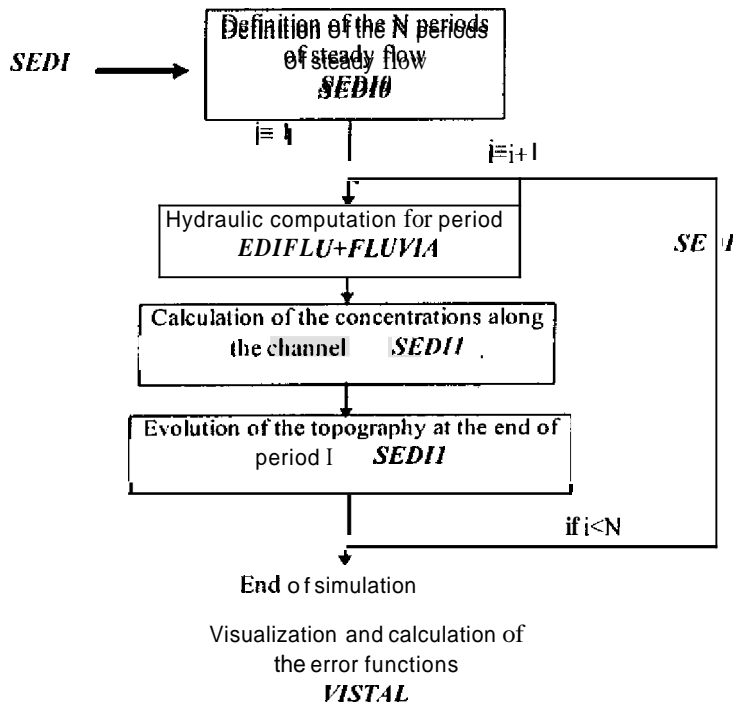 Definition of the N periods
of steady flow
SEDI
SEDI0
i= 1
i=i+1
Hydraulic computation for period
EDIFLU+FLUVIA
Calculation of the concentrations along
the channel SEDI1
Evolution of the topography at the end of
period I SEDI1
if i<N
End of simulation
Visualization and calculation of
the error functions
VISTAL